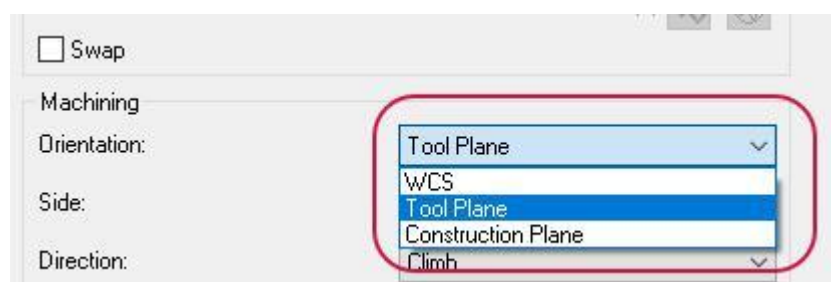 Swap
Machining
Orientation:
Tool Plane
WCS
Side:
Tool Plane
Construction Plane
Direction:
Climb